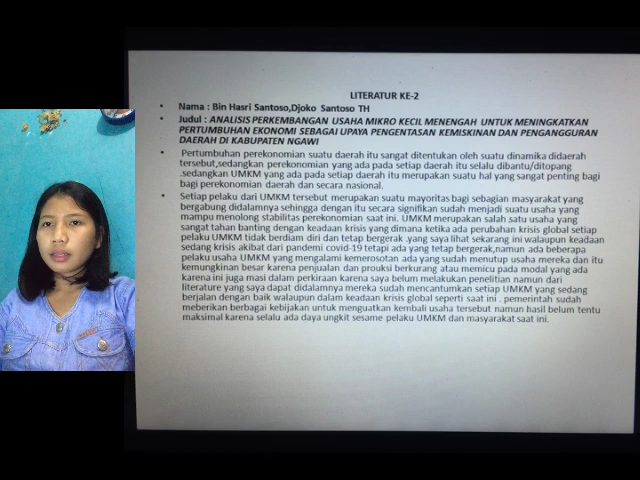 LITERATUR KE-2
• Nama : Bin Hasri Santoso,Djoko Santoso TH
• Judul : ANALISIS PERKEMBANGAN USAHA MIKRO KECIL MENENGAH UNTUK MENINGKATKAN
PERTUMBUHAN EKONOMI SEBAGAI UPAYA PENGENTASAN KEMISKINAN DAN PENGANGGURAN
DAERAH DI KABUPATEN NGAWI
• Pertumbuhan perekonomian suatu daerah itu sangat ditentukan oleh suatu dinamika didaerah
tersebut,sedangkan perekonomian yang ada pada setiap daerah itu selalu dibantu/ditopang
.sedangkan UMKM yang ada pada setiap daerah itu merupakan suatu hal yang sangat penting bagi
bagi perekonomian daerah dan secara nasional.
• Setiap pelaku dari UMKM tersebut merupakan suatu mayoritas bagi sebagian masyarakat yang
bergabung didalamnya sehingga dengan itu secara signifikan sudah menjadi suatu usaha yang
mampu menolong stabilitas perekonomian saat ini. UMKM merupakan salah satu usaha yang
sangat tahan banting dengan keadaan krisis yang dimana ketika ada perubahan krisis global setiap
pelaku UMKM tidak berdiam diri dan tetap bergerak .yang saya lihat sekarang ini walaupun keadaan
sedang krisis akibat dari pandemi covid-19 tetapi ada yang tetap bergerak,namun ada beberapa
pelaku usaha UMKM yang mengalami kemerosotan ada yang sudah menutup usaha mereka dan itu
kemungkinan besar karena penjualan dan prouksi berkurang atau memicu pada modal yang ada
karena ini juga masi dalam perkiraan karena saya belum melakukan penelitian namun dari
literature yang saya dapat didalamnya mereka sudah mencantumkan setiap UMKM yang sedang
berjalan dengan baik walaupun dalam keadaan krisis global seperti saat ini . pemerintah sudah
meberikan berbagai kebijakan untuk menguatkan kembali usaha tersebut namun hasil belum tentu
maksimal karena selalu ada daya ungkit sesame pelaku UMKM dan masyarakat saat ini.